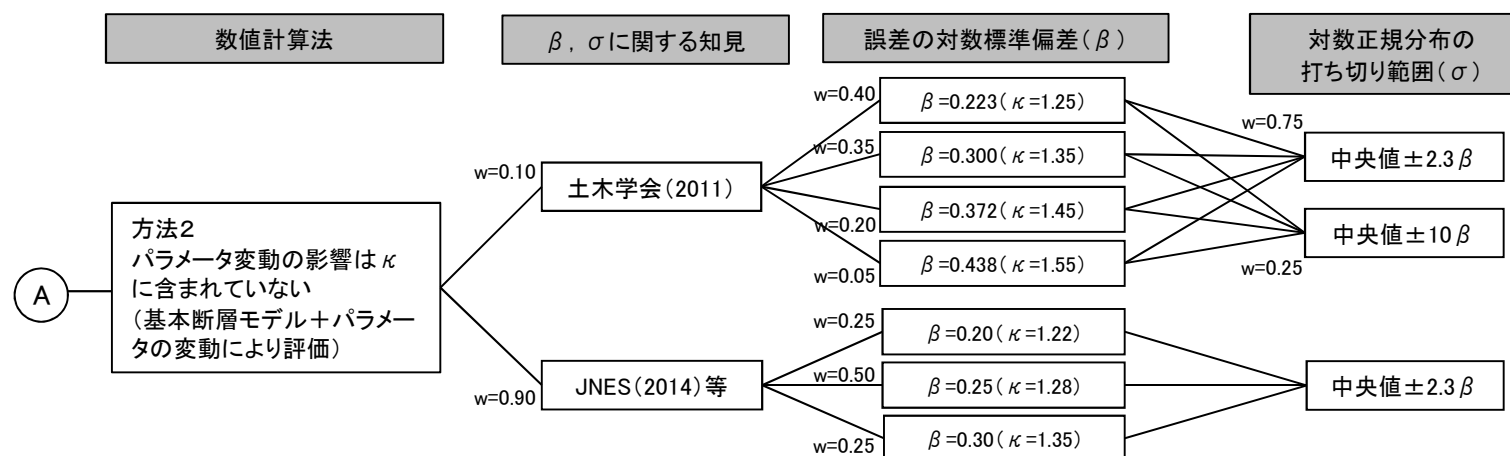 数値計算法
β, σに関する知見
誤差の対数標準偏差(β)
対数正規分布の
打ち切り範囲(σ)
A
方法2
パラメータ変動の影響はκ
に含まれていない
(基本断層モデル+パラメー
タの変動により評価)
w=0.10
土木学会(2011)
w=0.40
β=0.223(κ=1.25)
w=0.35
β=0.300(κ=1.35)
β=0.372(κ=1.45)
w=0.20
β=0.438(κ=1.55)
w=0.05
w=0.75
中央値±2.3β
中央値±10β
w=0.25
w=0.90
JNES(2014)等
w=0.25
β=0.20(κ=1.22)
w=0.50
β=0.25(κ=1.28)
w=0.25
β=0.30(κ=1.35)
中央値±2.3β